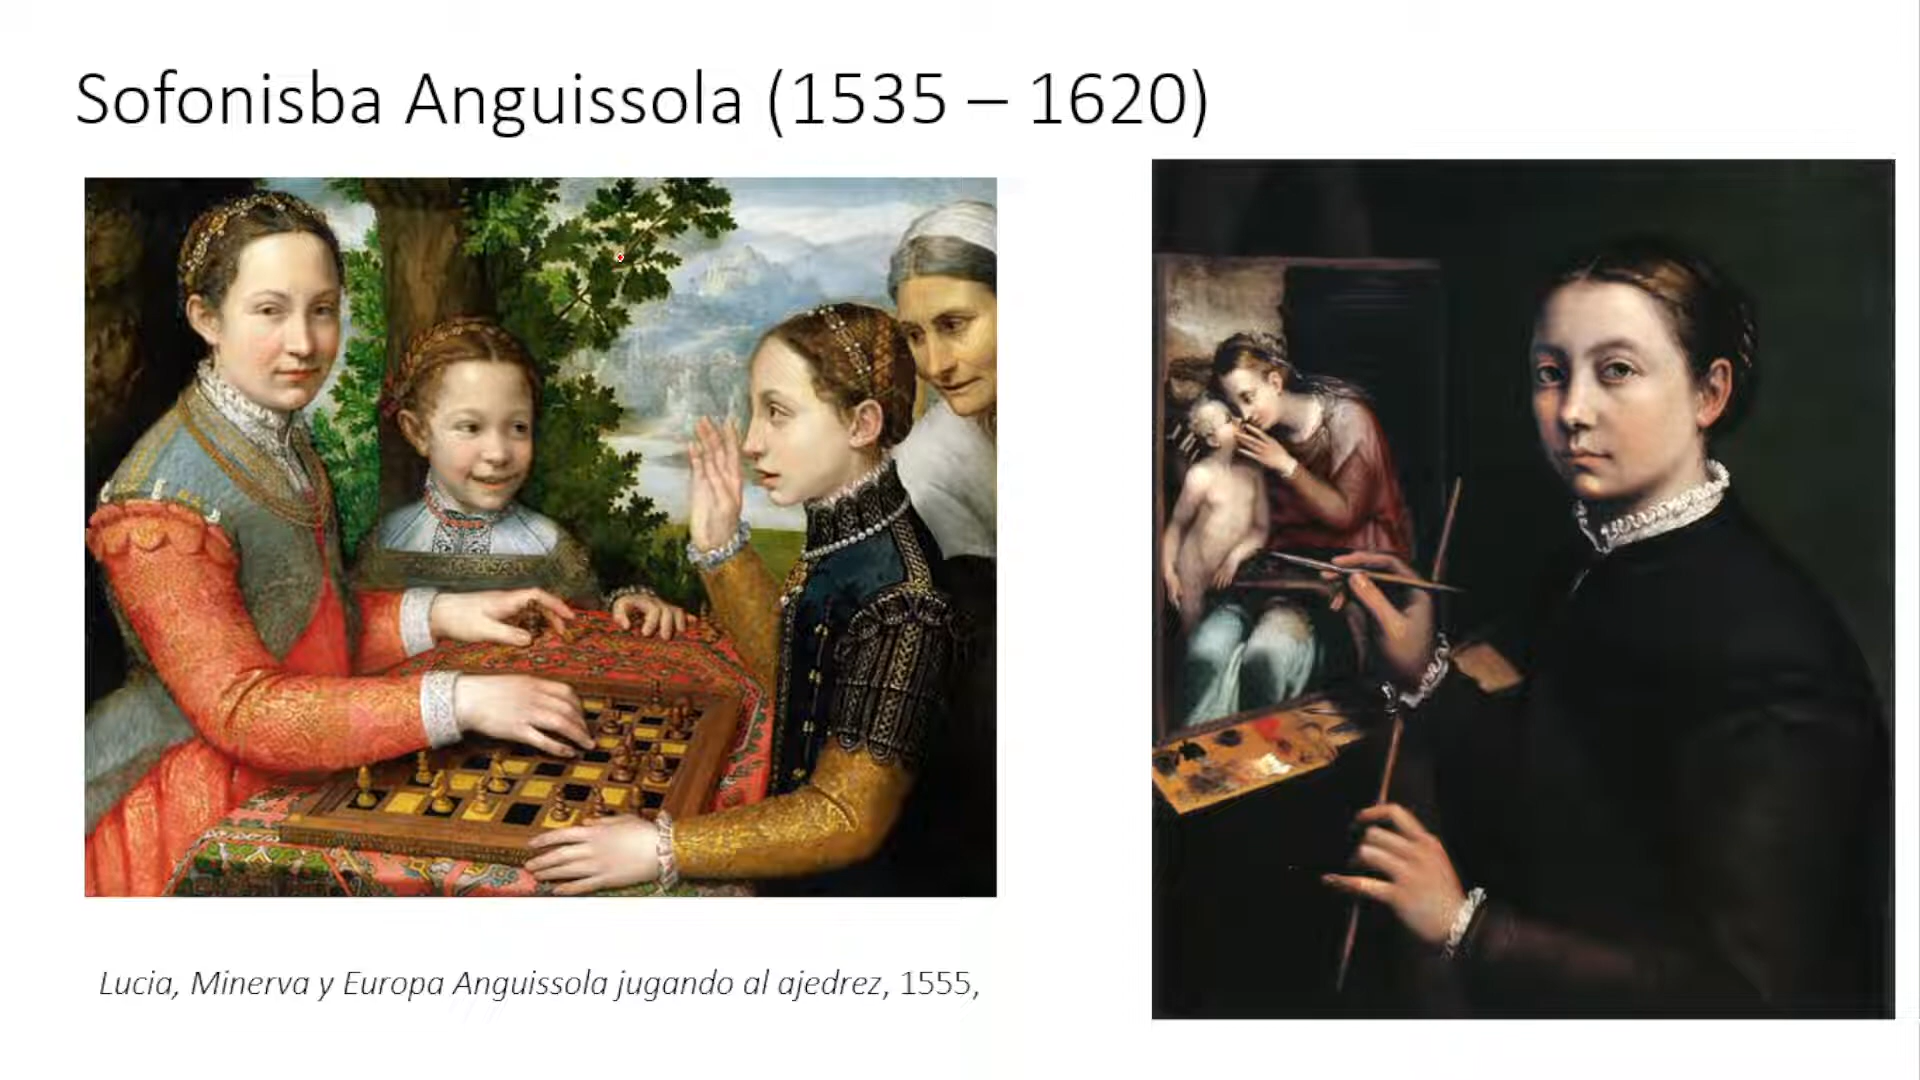 Sofonisba Anguissola (1535 – 1620)
Lucia, Minerva y Europa Anguissola jugando al ajedrez, 1555,